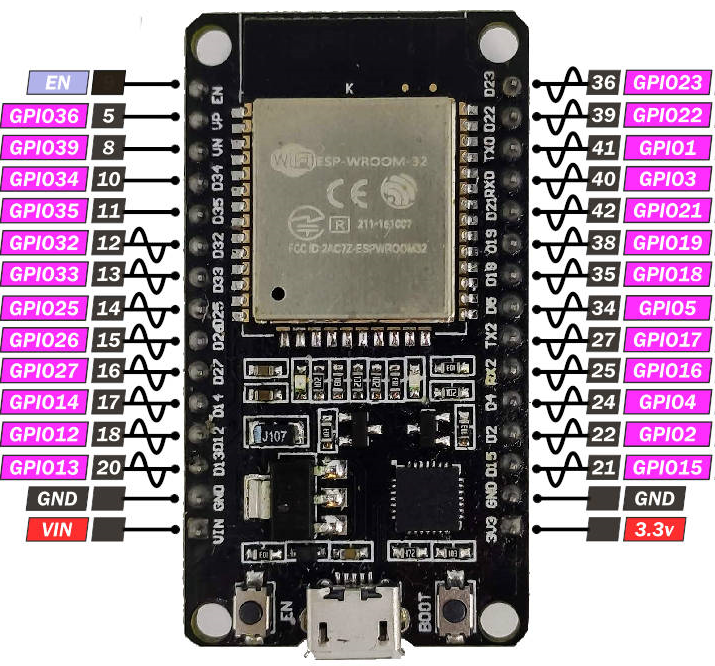 EN 9 EN
GPIO36 5 VP
GPIO39 8 VN
GPIO34 10 D34
GPIO35 11 D35
GPIO32 12 D32
GPIO33 13 D33
GPIO25 14 D25
GPIO26 15 D26
GPIO27 16 D27
GPIO14 17 D14
GPIO12 18 D12
GPIO13 20 D13
GND GND
VIN VIN
K
WiFi ESP-WROOM-32
CE
R 211-161007
FCC ID:2AC7Z-ESPWROOM32
J107
EN
BOOT
D23 36 GPIO23
D22 39 GPIO22
TX0 41 GPIO1
RX0 40 GPIO3
D21 42 GPIO21
D19 38 GPIO19
D18 35 GPIO18
D5 34 GPIO5
TX2 27 GPIO17
RX2 25 GPIO16
D4 24 GPIO4
D2 22 GPIO2
D15 21 GPIO15
GND GND
3V3 3.3v